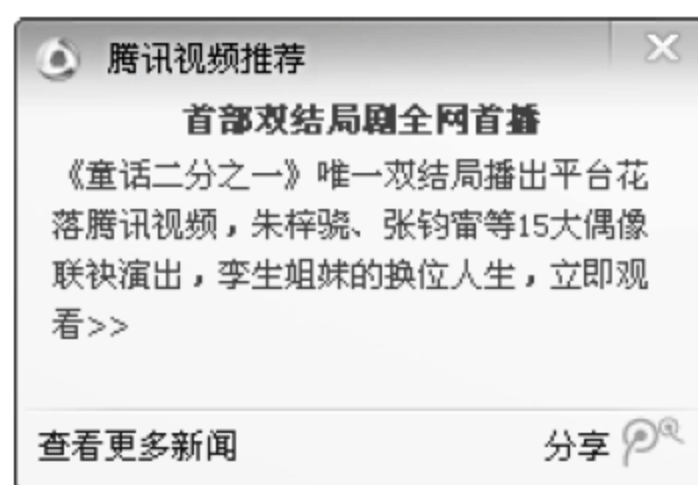 腾讯视频推荐
首部双结局剧全网首播
《童话二分之一》唯一双结局播出平台花
落腾讯视频，朱梓骁、张钧甯等15大偶像
联袂演出，孪生姐妹的换位人生，立即观
看>>
查看更多新闻
分享